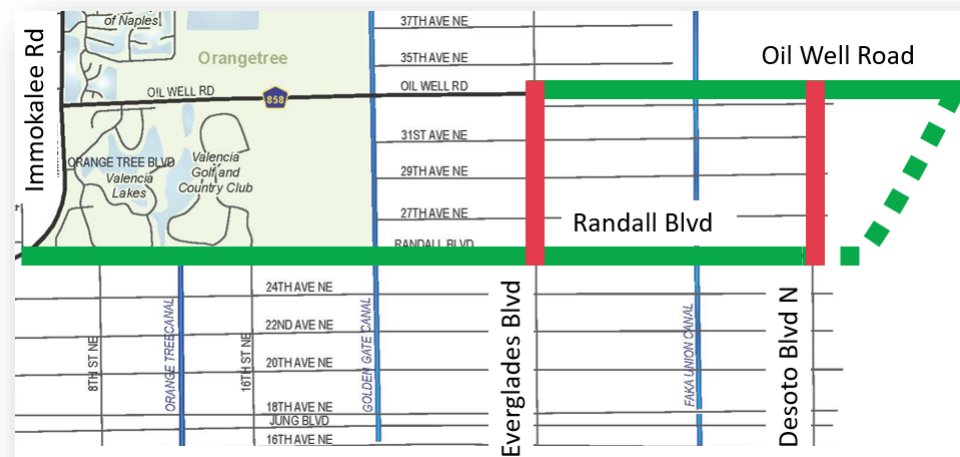 of Naples
Immokalee Rd
Orangetree
37TH AVE NE
35TH AVE NE
Oil Well Road
OIL WELL RD
858
OIL WELL RD
31ST AVE NE
ORANGE TREE BLVD
Valencia
Lakes
Valencia
Golf and
Country Club
29TH AVE NE
27TH AVE NE
Randall Blvd
RANDALL BLVD
24TH AVE NE
22ND AVE NE
20TH AVE NE
18TH AVE NE
JUNG BLVD
16TH AVE NE
8TH ST NE
ORANGE TREE CANAL
16TH ST NE
GOLDEN GATE CANAL
Everglades Blvd
FAKA UNION CANAL
Desoto Blvd N